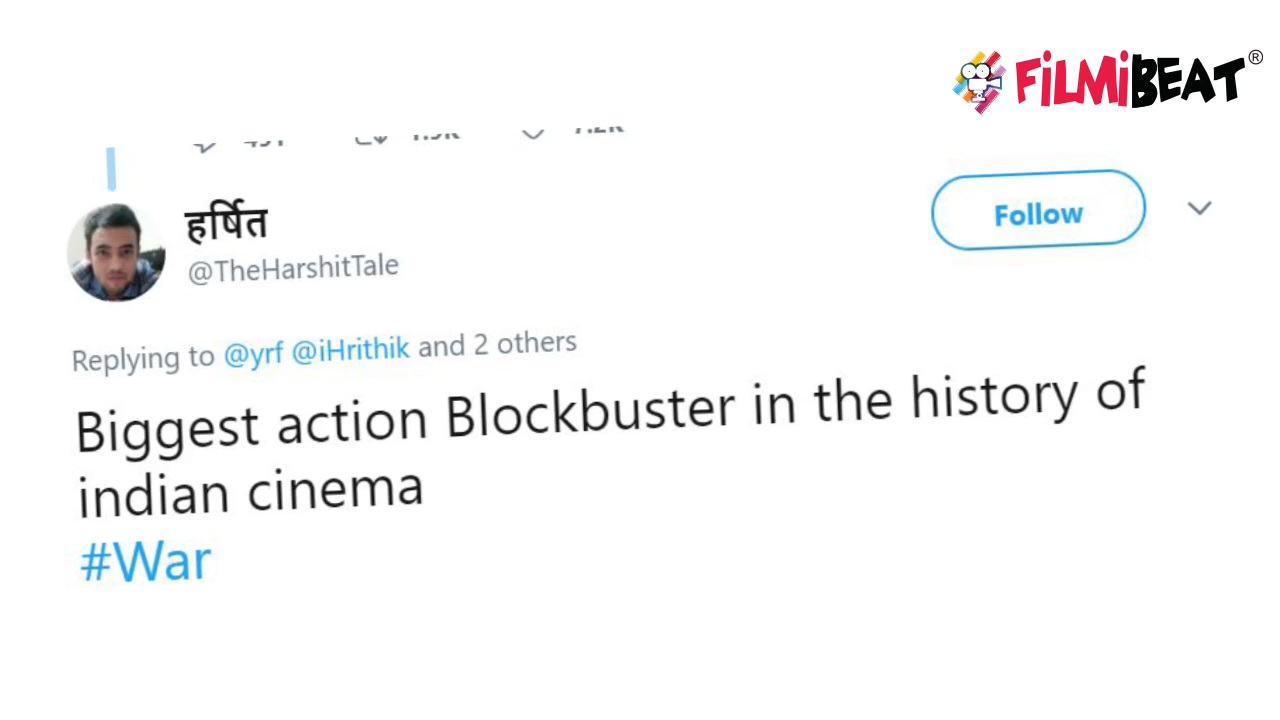 FiLMiBEAT®
हर्षित
@TheHarshitTale
Follow
Replying to @yrf @iHrithik and 2 others
Biggest action Blockbuster in the history of
indian cinema
#War